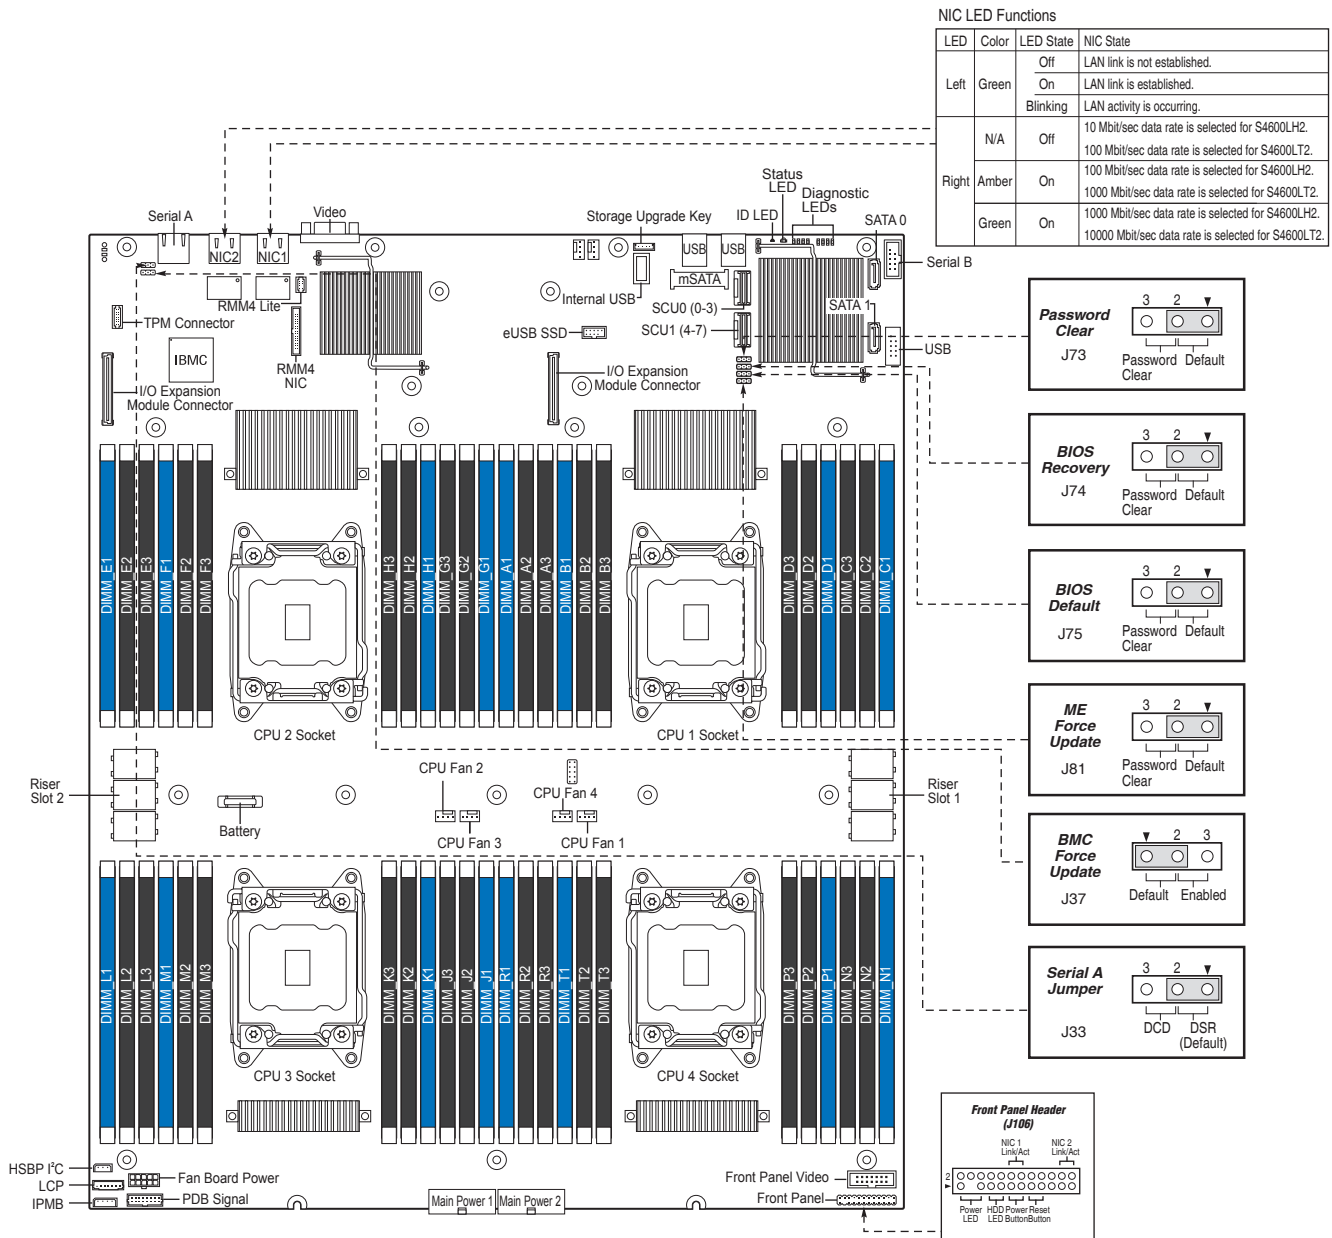 NIC LED Functions
LED Color LED State NIC State
Left Green Off LAN link is not established.
On LAN link is established.
Blinking LAN activity is occurring.
Right N/A Off 10 Mbit/sec data rate is selected for S4600LH2.
100 Mbit/sec data rate is selected for S4600LT2.
Amber On 100 Mbit/sec data rate is selected for S4600LH2.
1000 Mbit/sec data rate is selected for S4600LT2.
Green On 1000 Mbit/sec data rate is selected for S4600LH2.
10000 Mbit/sec data rate is selected for S4600LT2.
Serial A
Video
Storage Upgrade Key
ID LED
Status
LED
Diagnostic
LEDs
SATA 0
Serial B
NIC2
NIC1
USB
USB
mSATA
Internal USB
SCU0 (0-3)
SATA 1
RMM4 Lite
TPM Connector
eUSB SSD
SCU1 (4-7)
USB
IBMC
RMM4
NIC
I/O Expansion
Module Connector
I/O Expansion
Module Connector
DIMM_E1
DIMM_E2
DIMM_E3
DIMM_F1
DIMM_F2
DIMM_F3
DIMM_H3
DIMM_H2
DIMM_H1
DIMM_G3
DIMM_G2
DIMM_G1
DIMM_A1
DIMM_A2
DIMM_A3
DIMM_B1
DIMM_B2
DIMM_B3
DIMM_D3
DIMM_D2
DIMM_D1
DIMM_C3
DIMM_C2
DIMM_C1
CPU 2 Socket
CPU 1 Socket
Riser
Slot 2
Battery
CPU Fan 2
CPU Fan 3
CPU Fan 4
CPU Fan 1
Riser
Slot 1
DIMM_L1
DIMM_L2
DIMM_L3
DIMM_M1
DIMM_M2
DIMM_M3
DIMM_K3
DIMM_K2
DIMM_K1
DIMM_J3
DIMM_J2
DIMM_J1
DIMM_R1
DIMM_R2
DIMM_R3
DIMM_T1
DIMM_T2
DIMM_T3
DIMM_P3
DIMM_P2
DIMM_P1
DIMM_N3
DIMM_N2
DIMM_N1
CPU 3 Socket
CPU 4 Socket
HSBP I²C
LCP
IPMB
Fan Board Power
PDB Signal
Main Power 1
Main Power 2
Front Panel Video
Front Panel
Password
Clear
J73
3 2
Password
Clear
Default
BIOS
Recovery
J74
3 2
Password
Clear
Default
BIOS
Default
J75
3 2
Password
Clear
Default
ME
Force
Update
J81
3 2
Password
Clear
Default
BMC
Force
Update
J37
2 3
Default Enabled
Serial A
Jumper
J33
3 2
DCD DSR
(Default)
Front Panel Header
(J106)
NIC 1
Link/Act
NIC 2
Link/Act
2
Power
LED
HDD
LED
Power
Button
Reset
Button